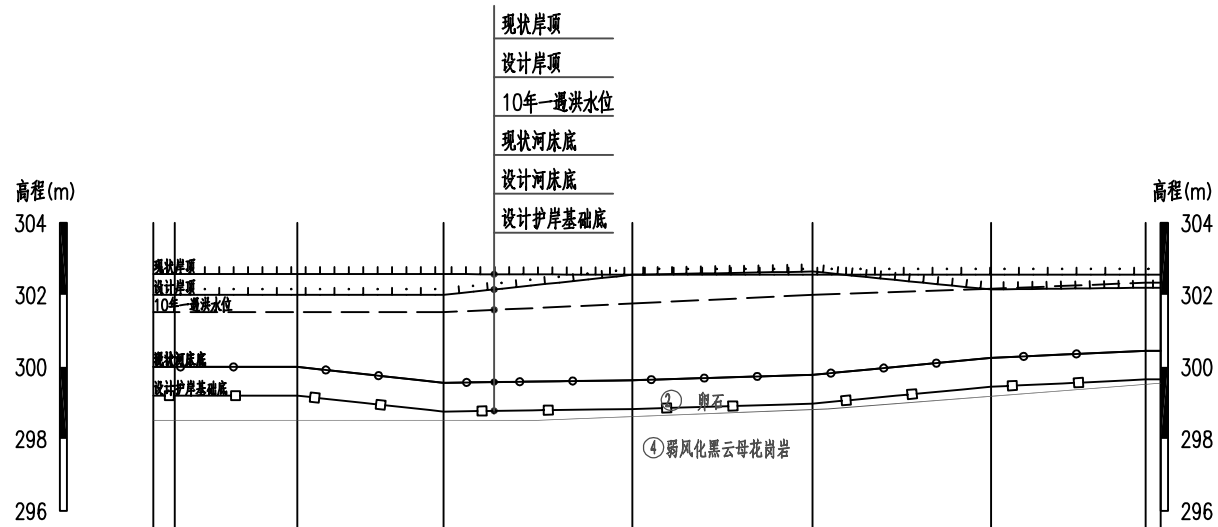 现状岸顶
设计岸顶
10年一遇洪水位
现状河床底
设计河床底
设计护岸基础底
高程(m)
高程(m)
304
304
现状岸顶
设计岸顶
302
302
10年一遇洪水位
现状河床底
300
300
设计护岸基础底
② 卵石
298
298
④ 弱风化黑云母花岗岩
296
296